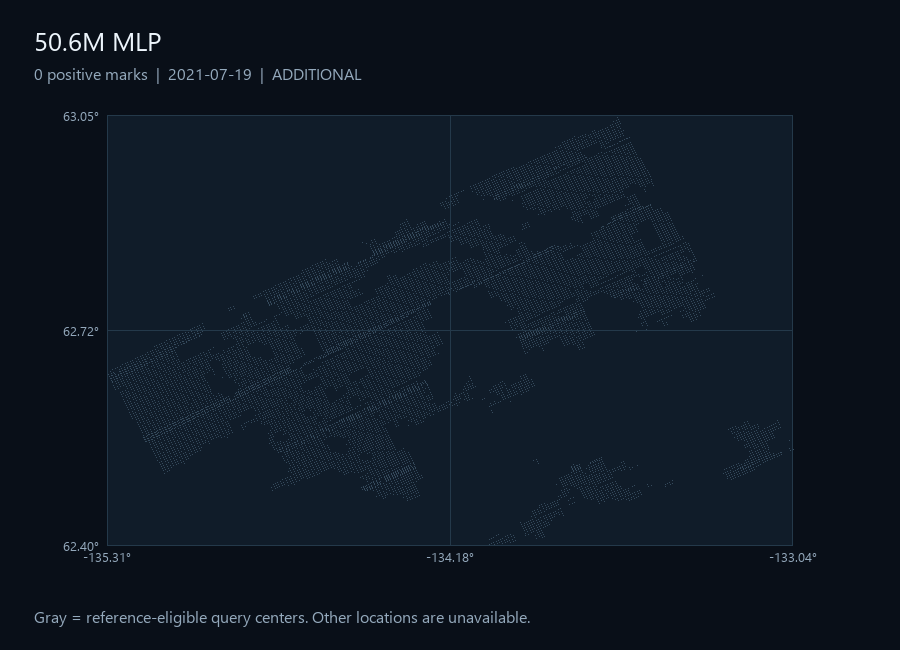 50.6M MLP
0 positive marks | 2021-07-19 | ADDITIONAL
63.05°
62.72°
62.40°
-135.31° -134.18° -133.04°
Gray = reference-eligible query centers. Other locations are unavailable.